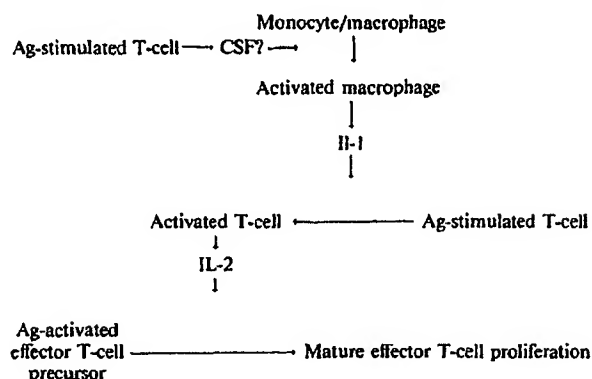 Monocyte/macrophage
Ag-stimulated T-cell → CSF? →
Activated macrophage
Il-1
Activated T-cell ← Ag-stimulated T-cell
IL-2
Ag-activated
effector T-cell → Mature effector T-cell proliferation
precursor